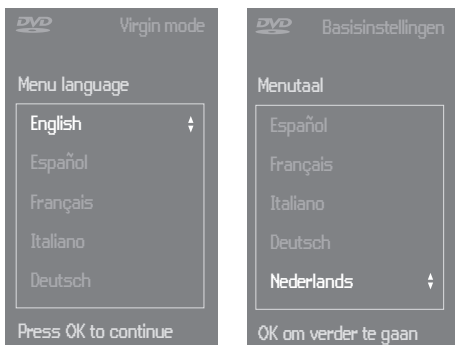 DVD Virgin mode
Menu language
English
Español
Français
Italiano
Deutsch
Press OK to continue
DVD Basisinstellingen
Menutaal
Español
Français
Italiano
Deutsch
Nederlands
OK om verder te gaan